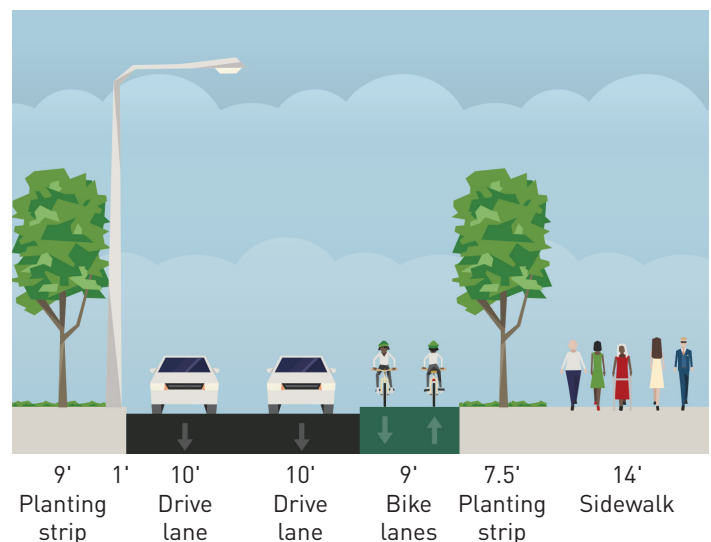 9' 1' 10' 10' 9' 7.5' 14'
Planting Drive Drive Bike Planting Sidewalk
strip lane lane lanes strip